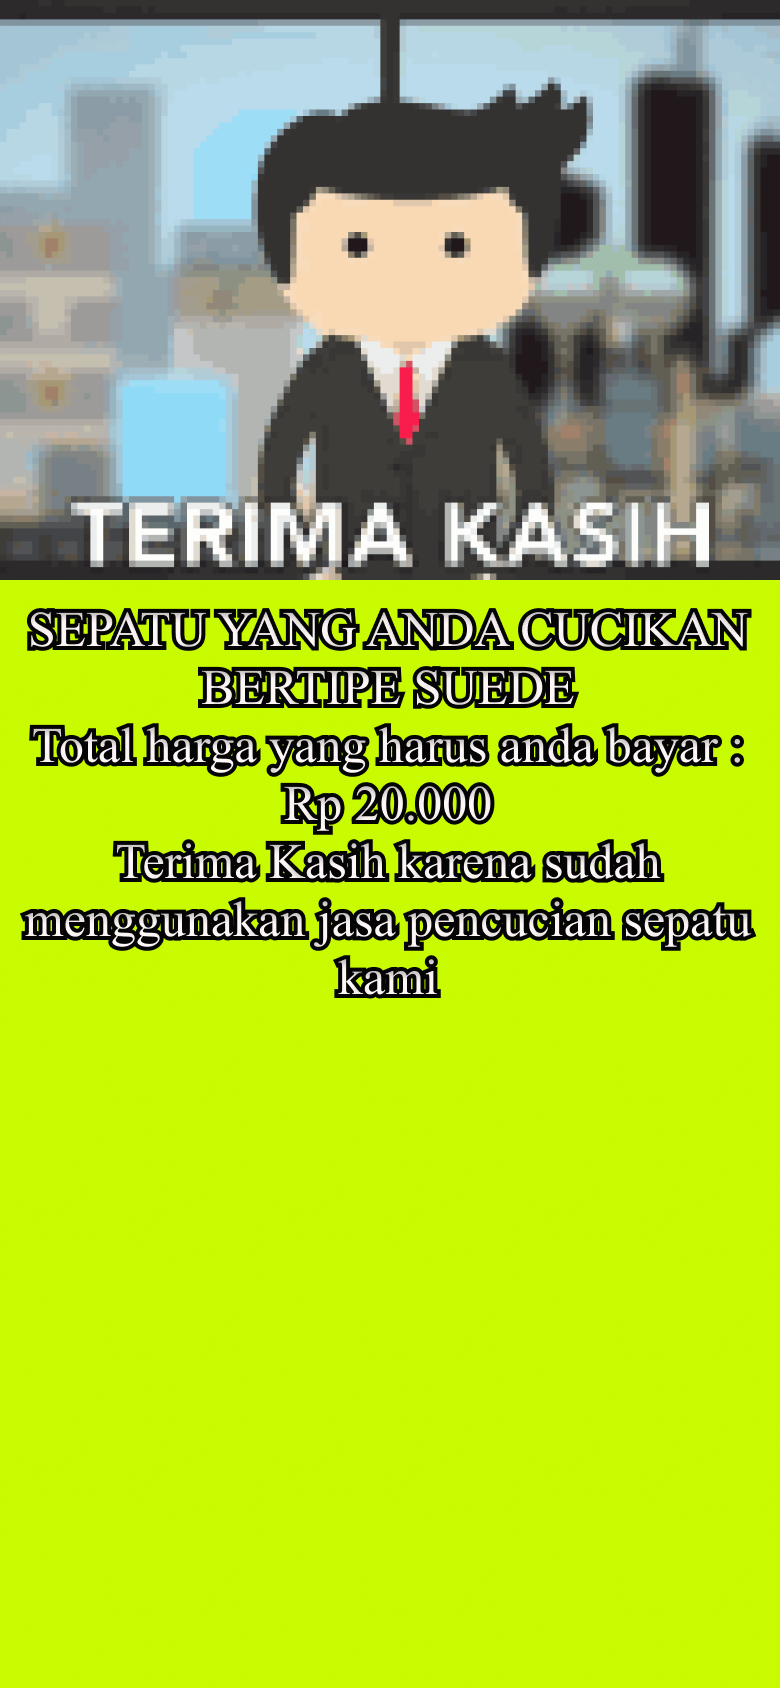 TERIMA KASIH
SEPATU YANG ANDA CUCIKAN
BERTIPE SUEDE
Total harga yang harus anda bayar :
Rp 20.000
Terima Kasih karena sudah
menggunakan jasa pencucian sepatu
kami